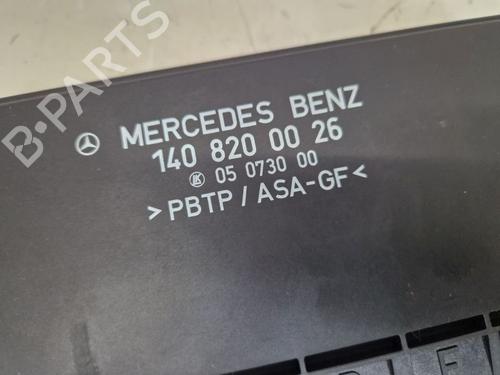 B-PARTS
MERCEDES BENZ
140 820 00 26
05 0730 00
>PBTP / ASA-GF<